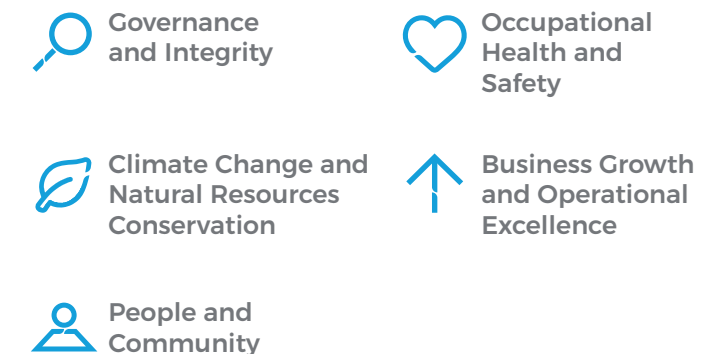 Governance
and Integrity
Occupational
Health and
Safety
Climate Change and
Natural Resources
Conservation
Business Growth
and Operational
Excellence
People and
Community